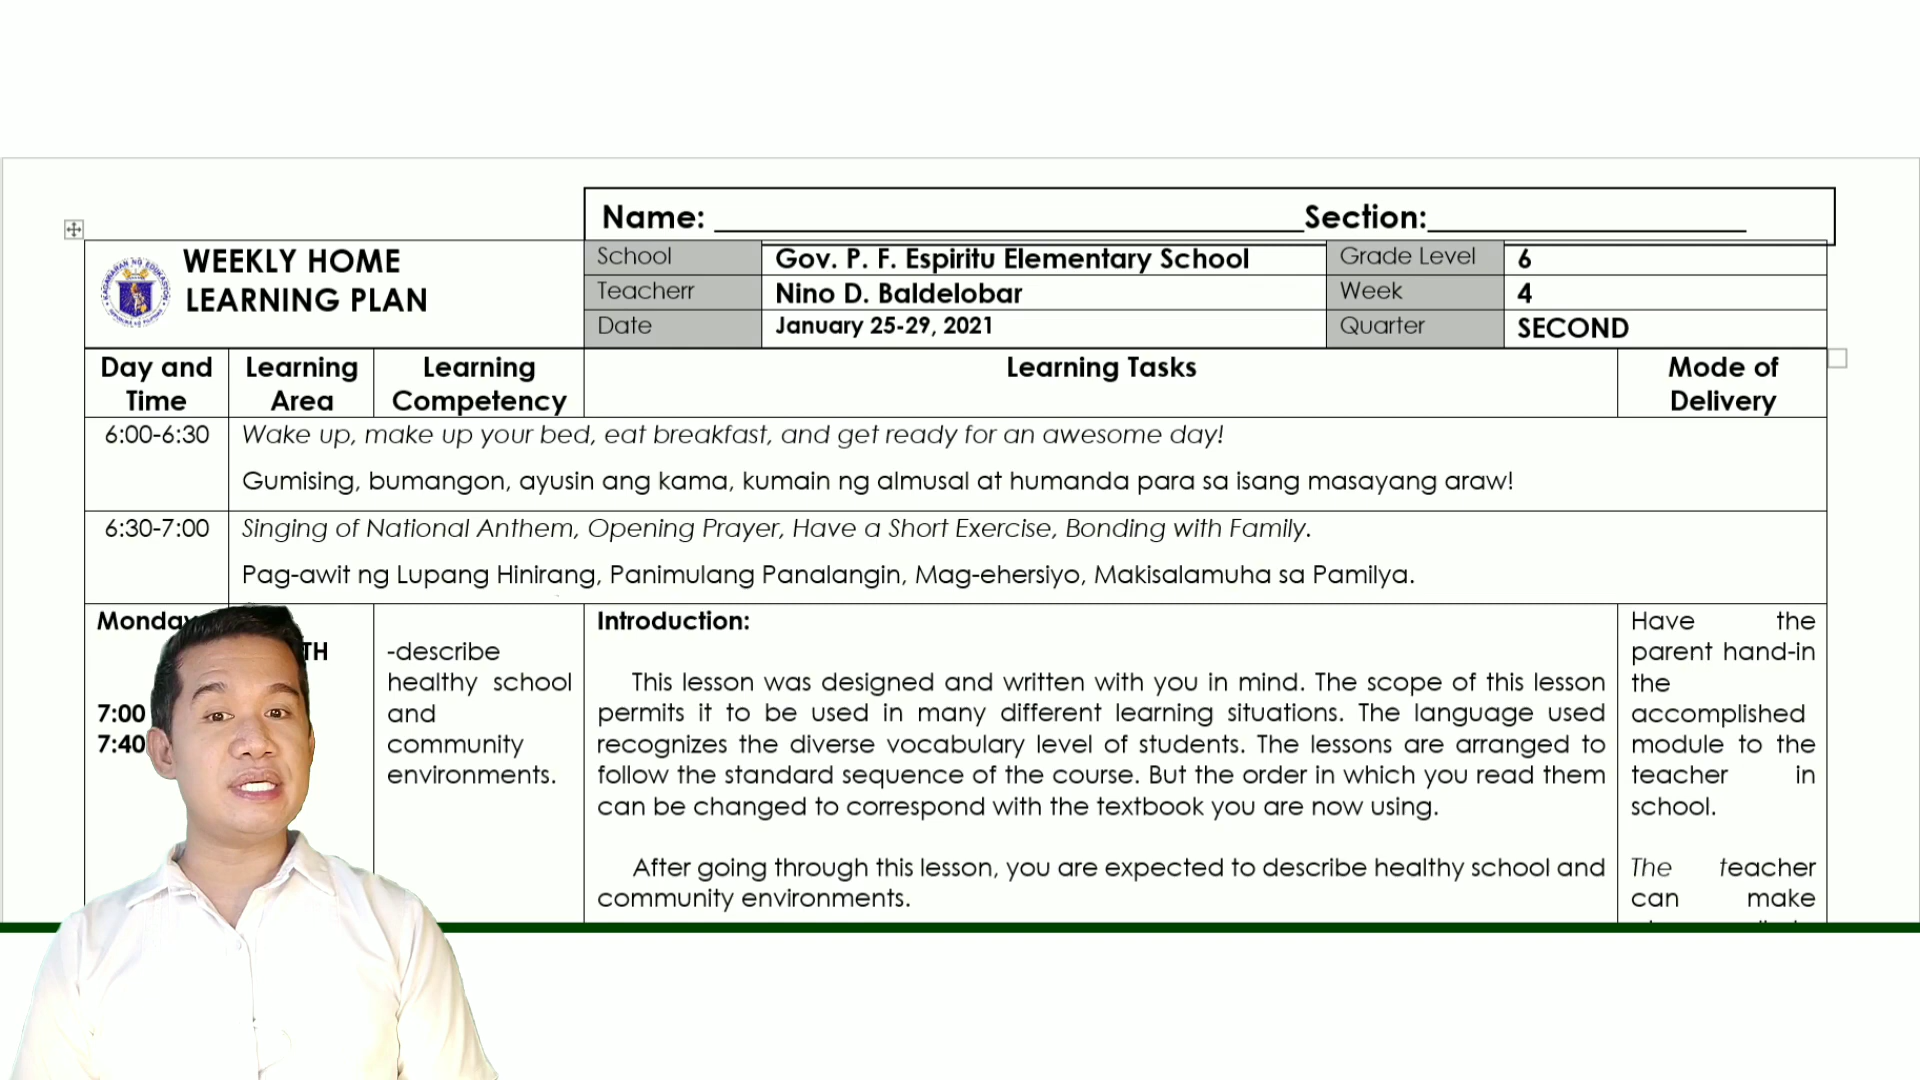 Name: Section:
WEEKLY HOME
LEARNING PLAN
School Gov. P. F. Espiritu Elementary School Grade Level 6
Teacherr Nino D. Baldelobar Week 4
Date January 25-29, 2021 Quarter SECOND
Day and Time Learning Area Learning Competency Learning Tasks Mode of Delivery
6:00-6:30 Wake up, make up your bed, eat breakfast, and get ready for an awesome day!
Gumising, bumangon, ayusin ang kama, kumain ng almusal at humanda para sa isang masayang araw!
6:30-7:00 Singing of National Anthem, Opening Prayer, Have a Short Exercise, Bonding with Family.
Pag-awit ng Lupang Hinirang, Panimulang Panalangin, Mag-ehersiyo, Makisalamuha sa Pamilya.
Monday
7:00
7:40
-describe
healthy school
and
community
environments.
Introduction:
This lesson was designed and written with you in mind. The scope of this lesson
permits it to be used in many different learning situations. The language used
recognizes the diverse vocabulary level of students. The lessons are arranged to
follow the standard sequence of the course. But the order in which you read them
can be changed to correspond with the textbook you are now using.
After going through this lesson, you are expected to describe healthy school and
community environments.
Have the
parent hand-in
the
accomplished
module to the
teacher in
school.
The teacher
can make